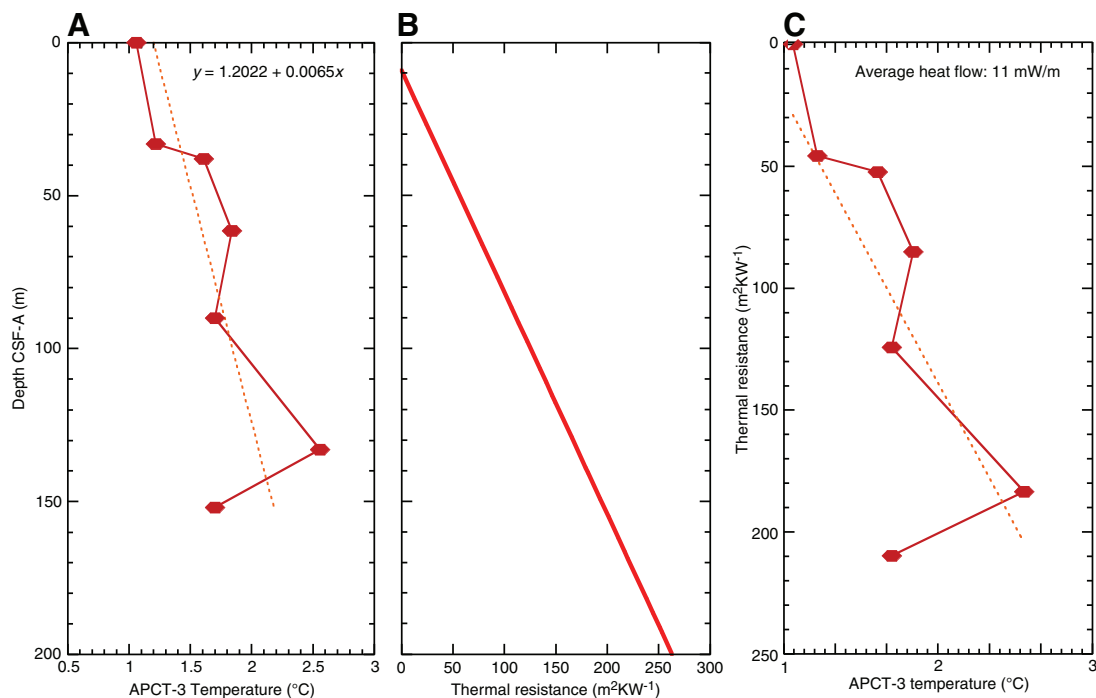 A
B
C
y = 1.2022 + 0.0065x
Average heat flow: 11 mW/m
Depth CSF-A (m)
0
50
100
150
200
0.5
1
1.5
2
2.5
3
APCT-3 Temperature (°C)
0
50
100
150
200
250
300
Thermal resistance (m²KW⁻¹)
Thermal resistance (m²KW⁻¹)
0
50
100
150
200
250
1
2
3
APCT-3 temperature (°C)